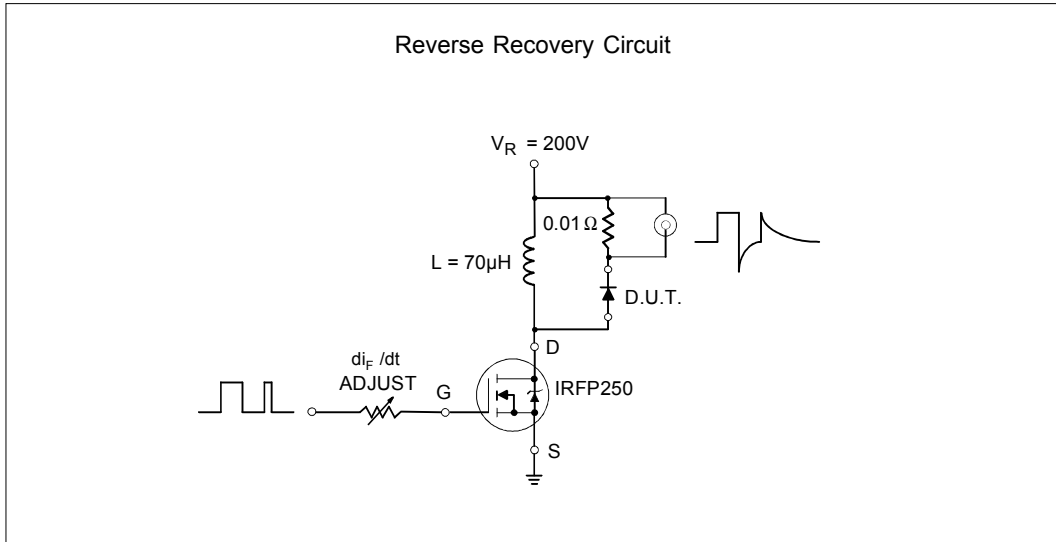 Reverse Recovery Circuit
V_R = 200V
0.01 Ω
L = 70µH
D.U.T.
D
di_F /dt
ADJUST
G
IRFP250
S